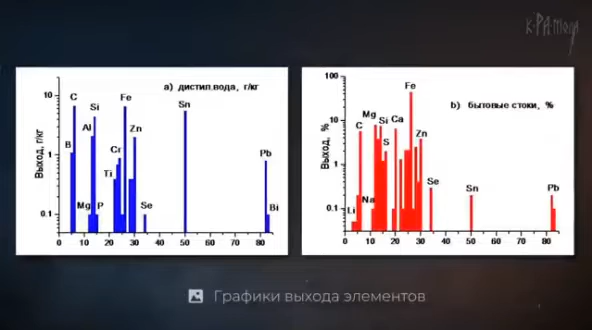 кРАмола
a) дистил.вода, г/кг
Выход, г/кг
10
1
0.1
B
C
Mg
Al
Si
P
Ti
Cr
Fe
Zn
Se
Sn
Pb
Bi
0 10 20 30 40 50 60 70 80
b) бытовые стоки, %
Выход, %
100
10
1
0.1
Li
C
Na
Mg
Si
S
Ca
Fe
Zn
Se
Sn
Pb
0 10 20 30 40 50 60 70 80
Графики выхода элементов